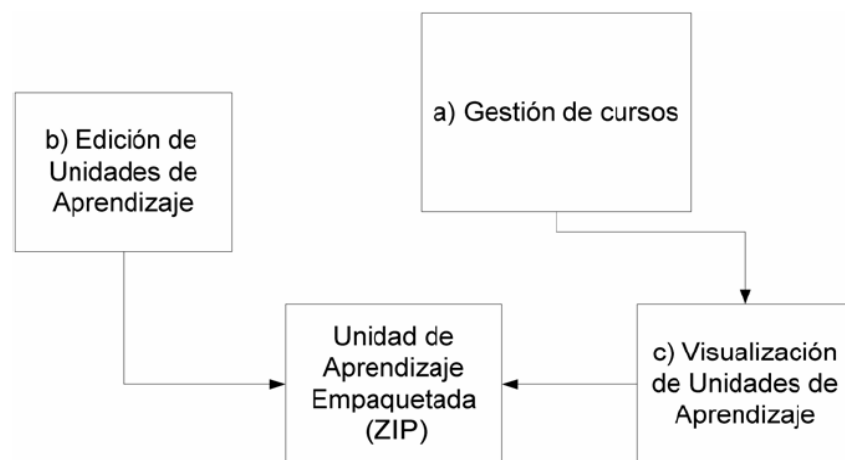 a) Gestión de cursos
b) Edición de
Unidades de
Aprendizaje
Unidad de
Aprendizaje
Empaquetada
(ZIP)
c) Visualización
de Unidades de
Aprendizaje